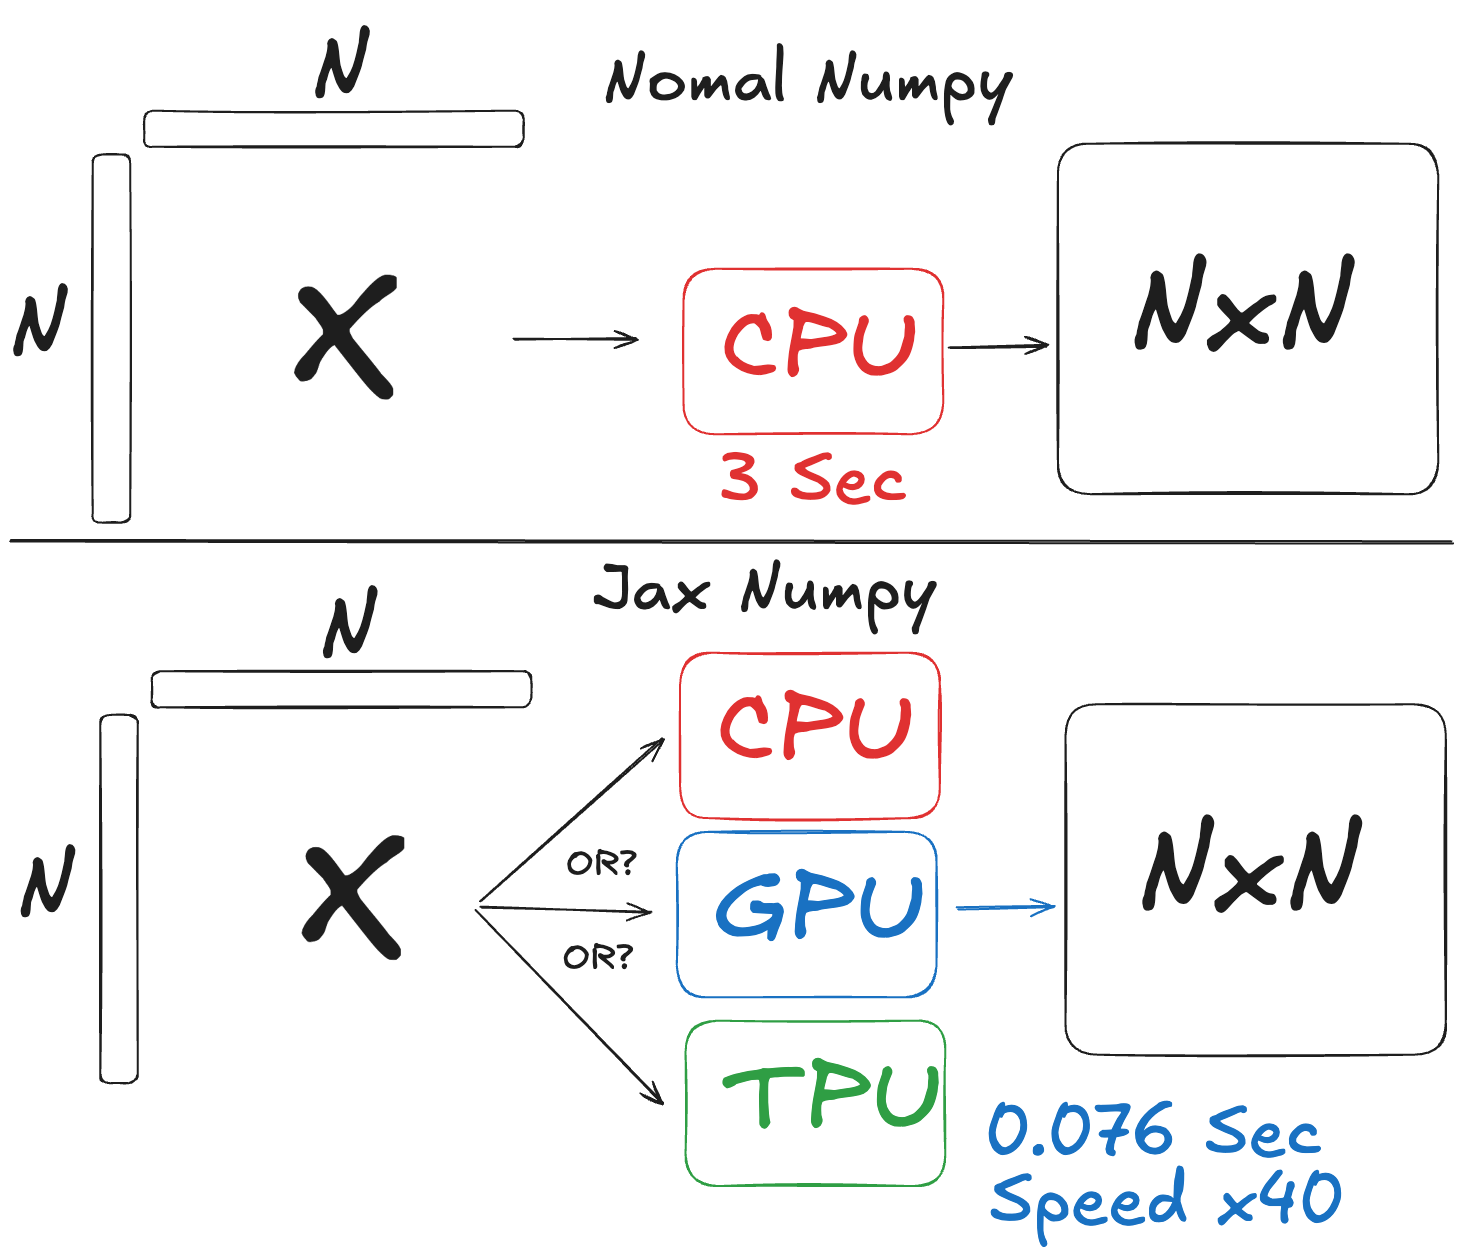 N
Nomal Numpy
N
X
CPU
NxN
3 Sec
Jax Numpy
N
CPU
OR?
N
X
GPU
NxN
OR?
TPU
0.076 Sec
Speed x40